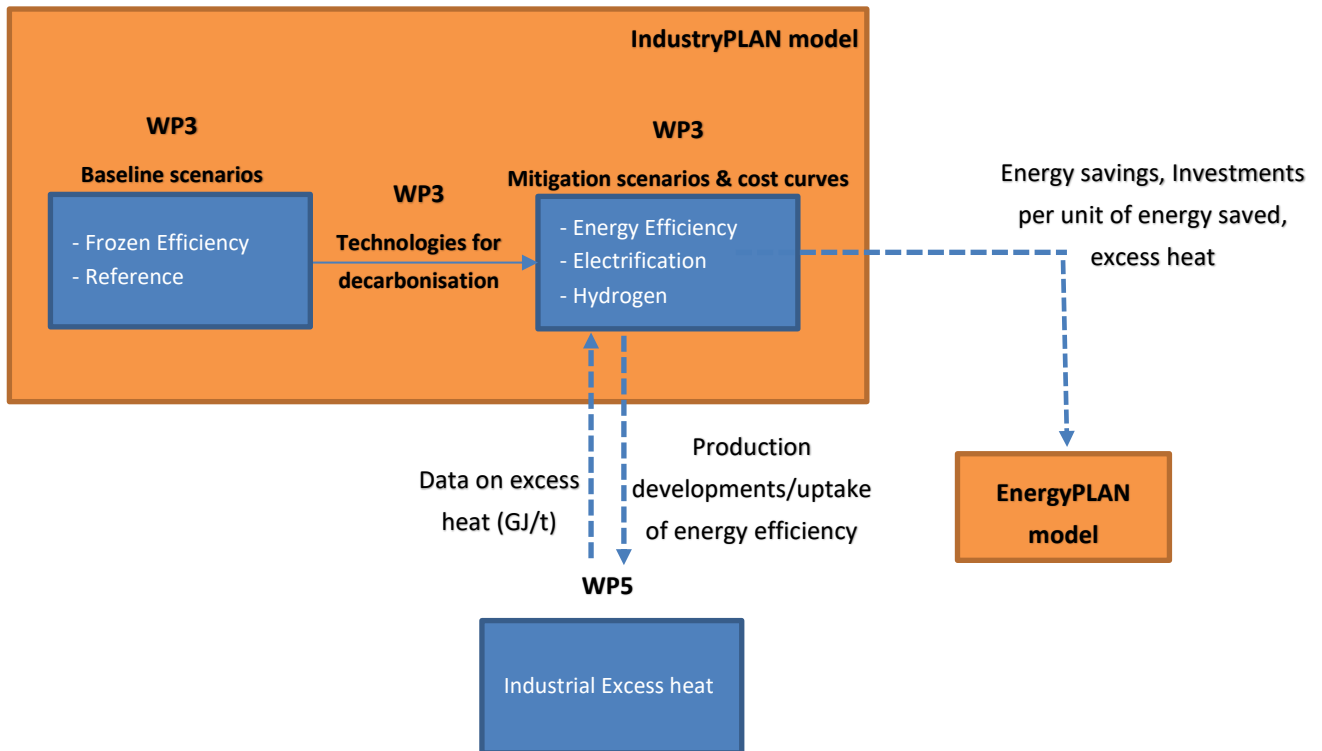 IndustryPLAN model
WP3
Baseline scenarios
- Frozen Efficiency
- Reference
WP3
Technologies for
decarbonisation
WP3
Mitigation scenarios & cost curves
- Energy Efficiency
- Electrification
- Hydrogen
Energy savings, Investments
per unit of energy saved,
excess heat
Data on excess
heat (GJ/t)
Production
developments/uptake
of energy efficiency
EnergyPLAN
model
WP5
Industrial Excess heat